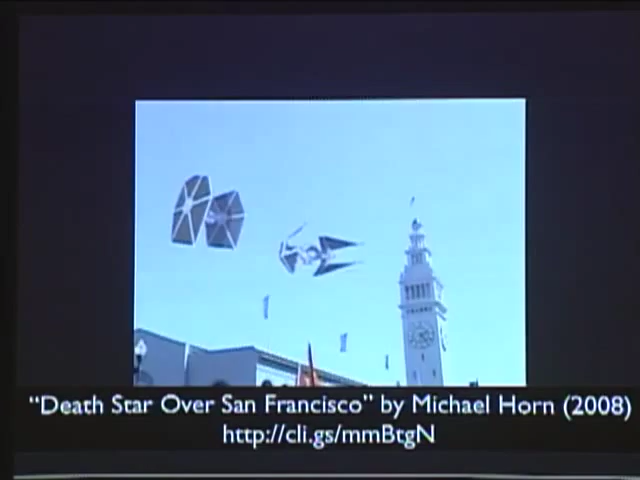 “Death Star Over San Francisco” by Michael Horn (2008)
http://cli.gs/mmBtgN